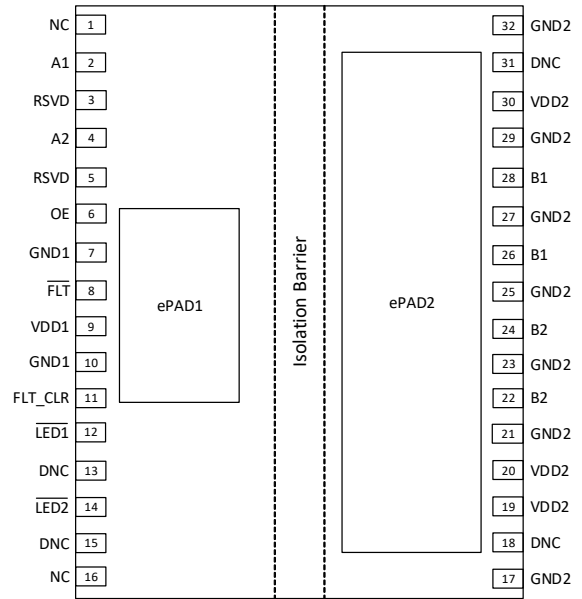 NC 1
A1 2
RSVD 3
A2 4
RSVD 5
OE 6
GND1 7
FLT 8
VDD1 9
GND1 10
FLT_CLR 11
LED1 12
DNC 13
LED2 14
DNC 15
NC 16
ePAD1
Isolation Barrier
ePAD2
32 GND2
31 DNC
30 VDD2
29 GND2
28 B1
27 GND2
26 B1
25 GND2
24 B2
23 GND2
22 B2
21 GND2
20 VDD2
19 VDD2
18 DNC
17 GND2